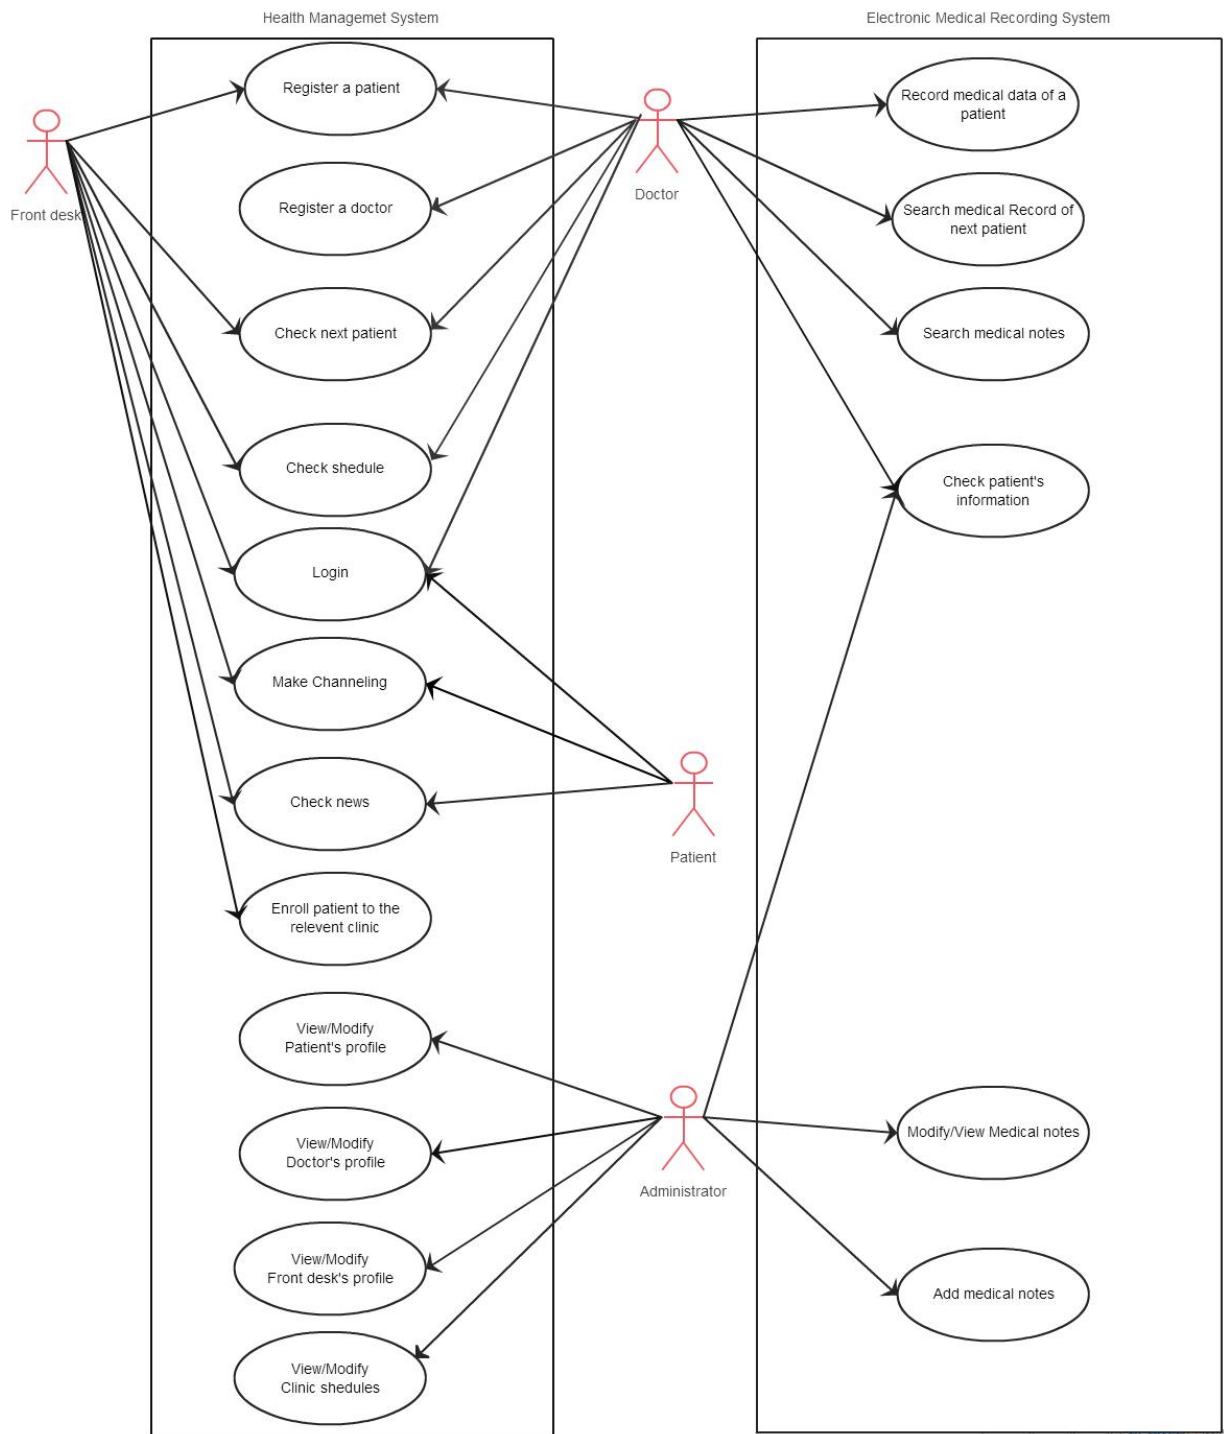 Health Managemet System
Electronic Medical Recording System
Register a patient
Record medical data of a
patient
Front desk
Doctor
Register a doctor
Search medical Record of
next patient
Check next patient
Search medical notes
Check shedule
Check patient's
information
Login
Make Channeling
Check news
Patient
Enroll patient to the
relevent clinic
View/Modify
Patient's profile
View/Modify
Doctor's profile
Administrator
Modify/View Medical notes
View/Modify
Front desk's profile
Add medical notes
View/Modify
Clinic shedules